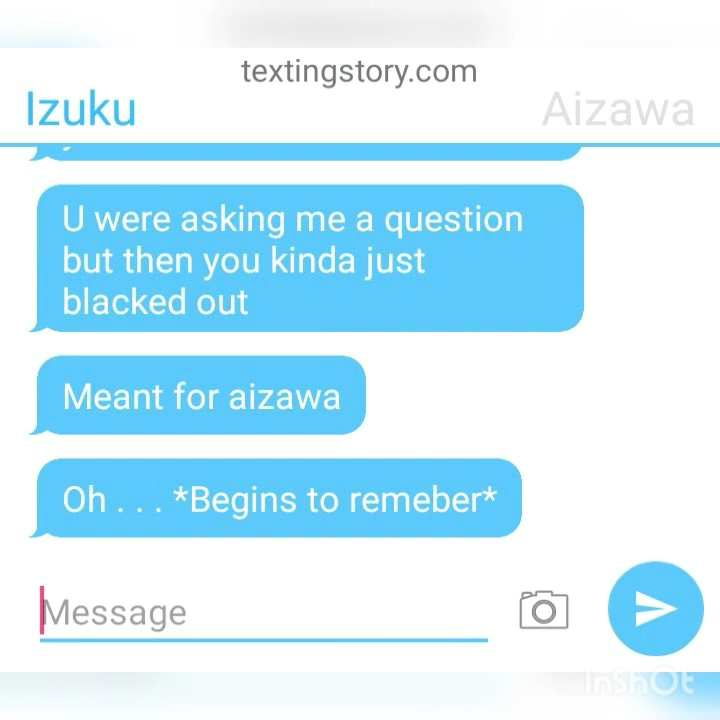 textingstory.com
Izuku
Aizawa
U were asking me a question
but then you kinda just
blacked out
Meant for aizawa
Oh . . . *Begins to remeber*
Message
InShOt